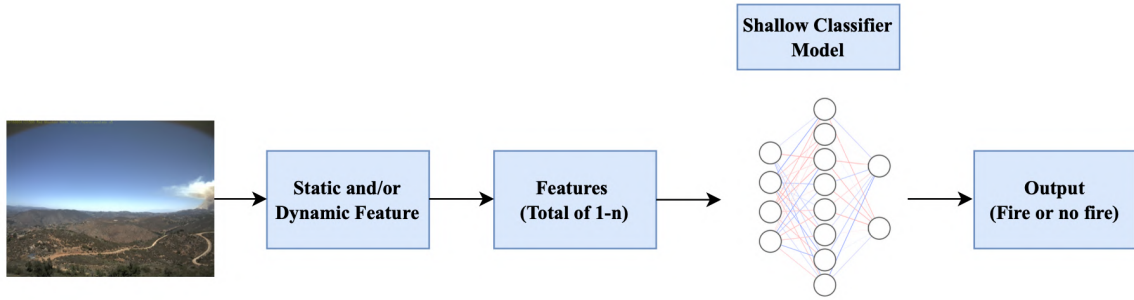 Shallow Classifier
Model
Static and/or
Dynamic Feature
Features
(Total of 1-n)
Output
(Fire or no fire)